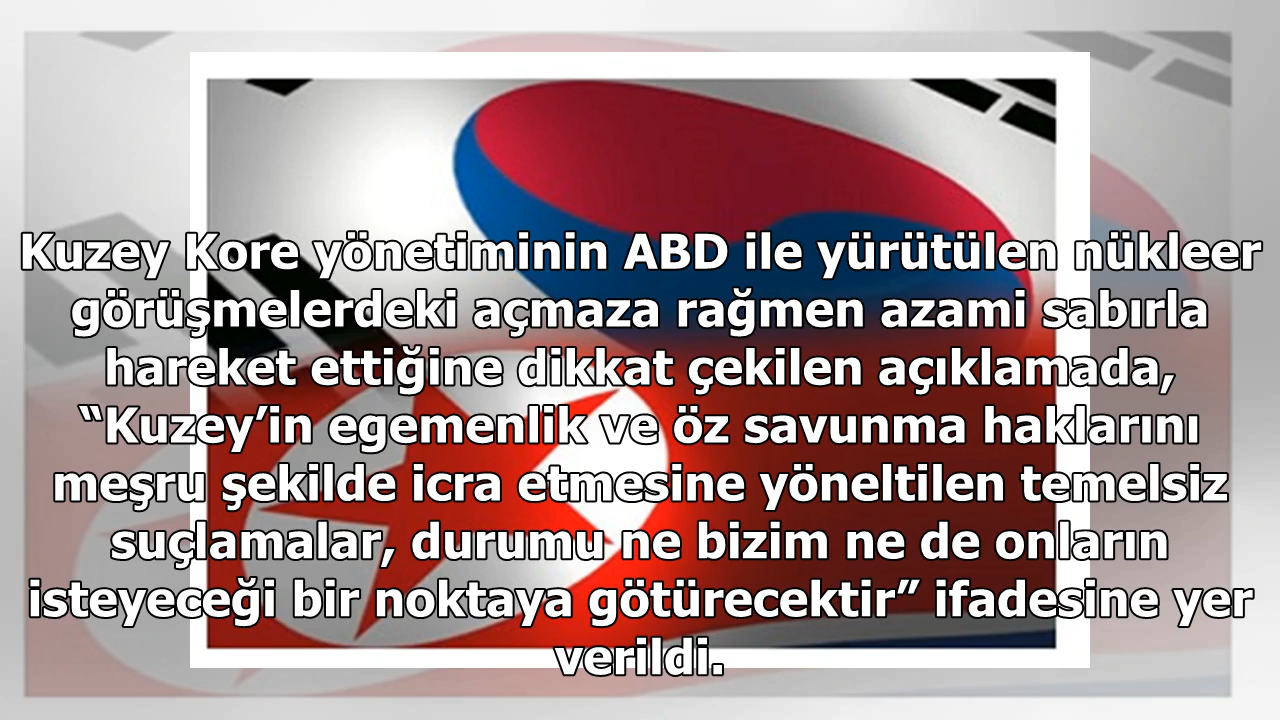 Kuzey Kore yönetiminin ABD ile yürütülen nükleer
görüşmelerdeki açmaza rağmen azami sabırla
hareket ettiğine dikkat çekilen açıklamada,
“Kuzey’in egemenlik ve öz savunma haklarını
meşru şekilde icra etmesine yöneltilen temelsiz
suçlamalar, durumu ne bizim ne de onların
isteyeceği bir noktaya götürecektir” ifadesine yer
verildi.